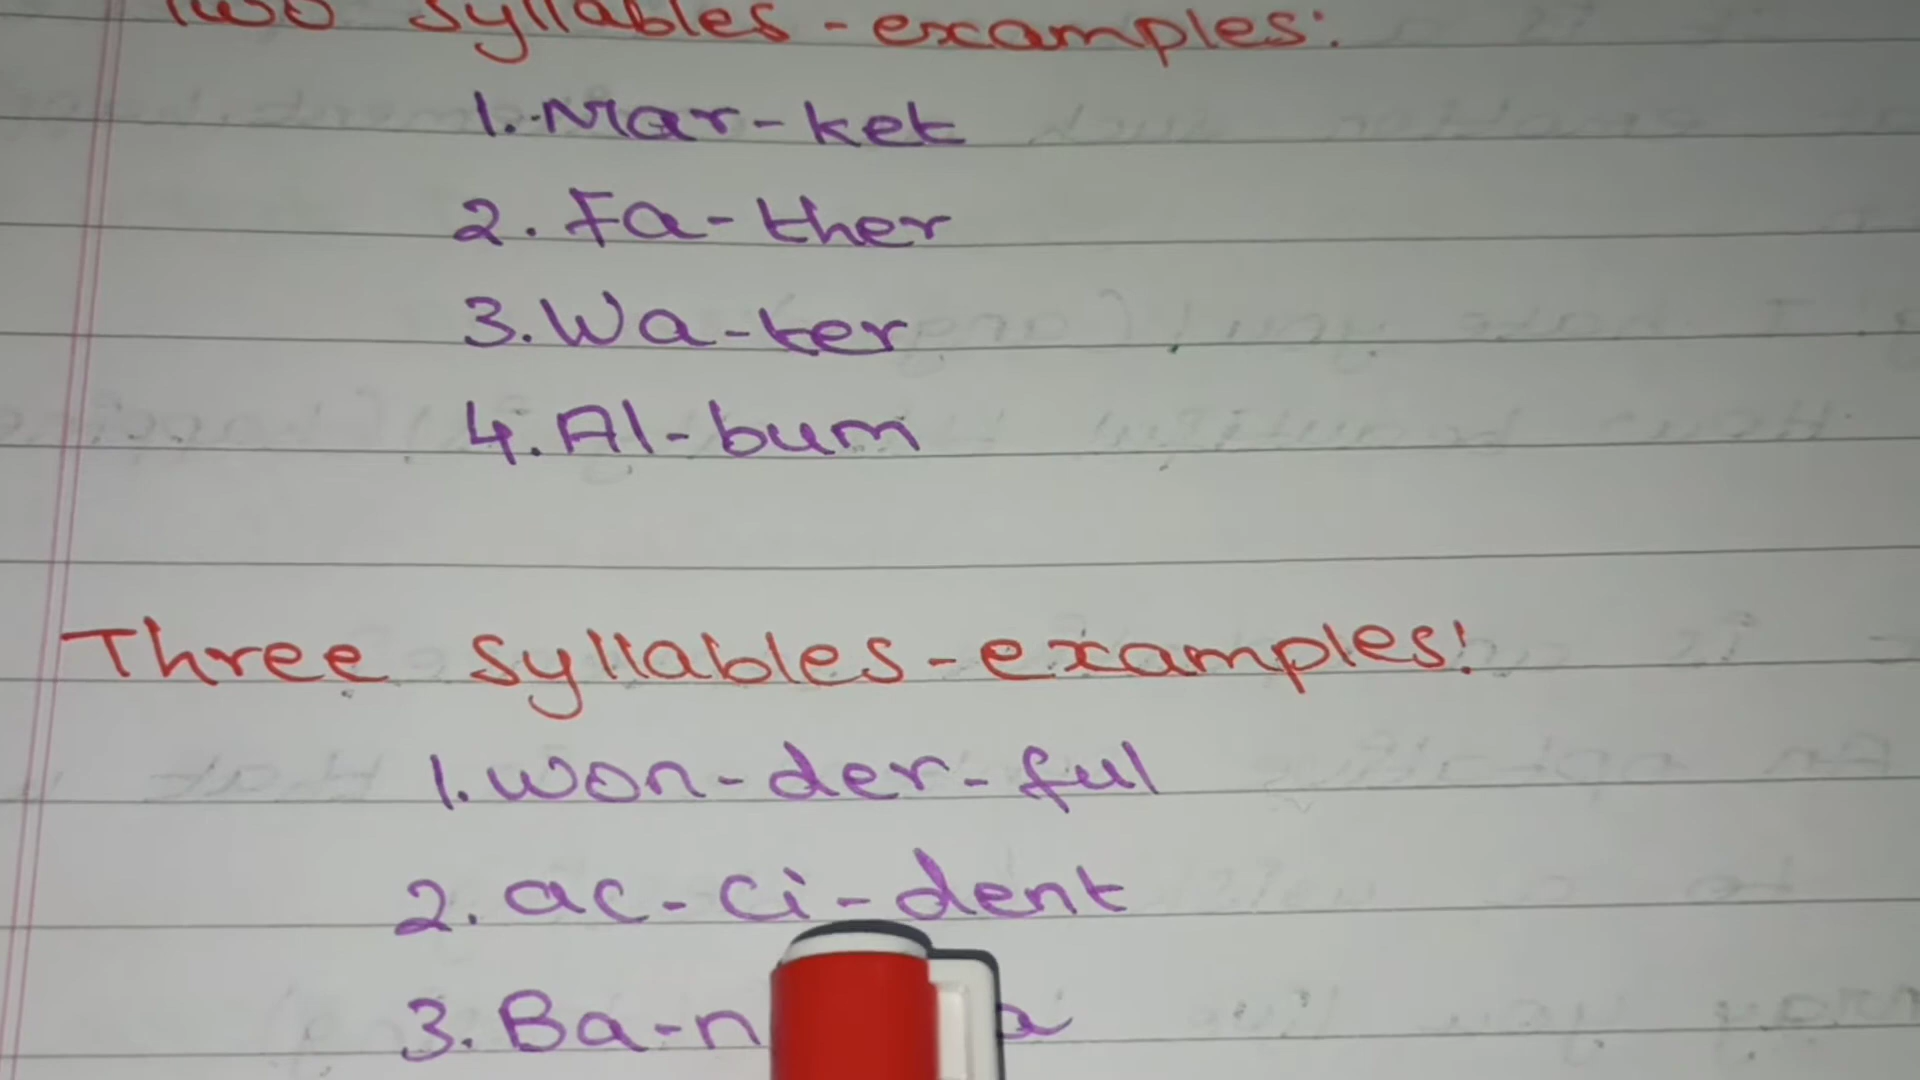 Two syllables-examples:
1. Mar-ket
2. Fa-ther
3. Wa-ter
4. Al-bum
Three syllables-examples:
1. won-der-ful
2. ac-ci-dent
3. Ba-n